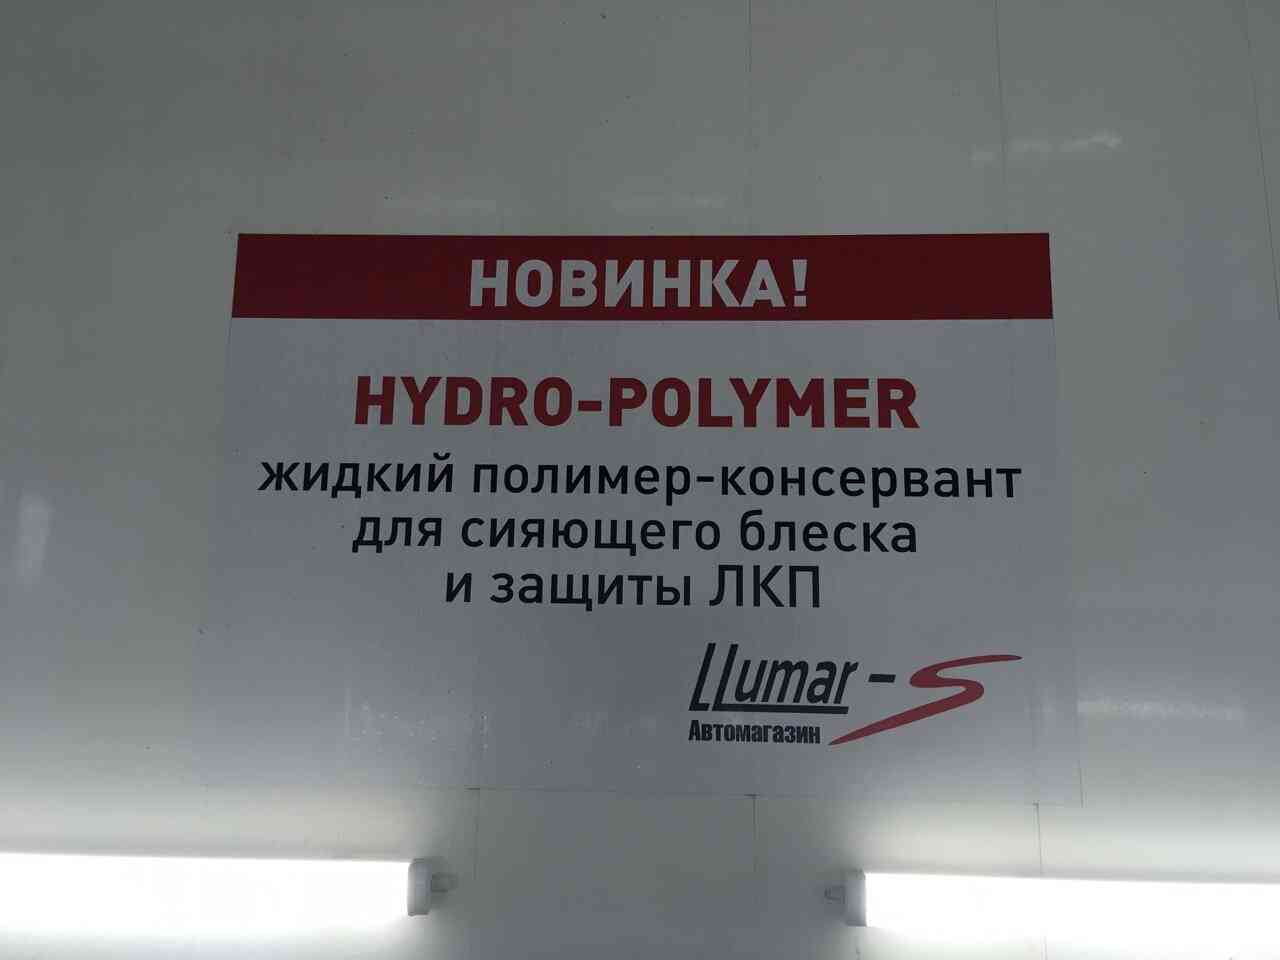 НОВИНКА!
HYDRO-POLYMER
жидкий полимер-консервант
для сияющего блеска
и защиты ЛКП
LLumar-S
Автомагазин